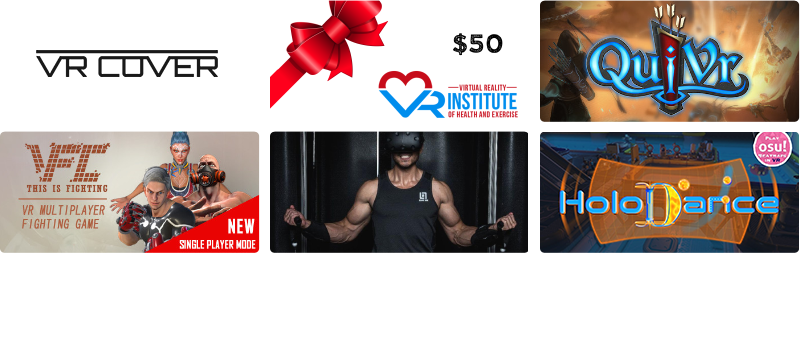 VR COVER
$50
VIRTUAL REALITY
VR INSTITUTE
OF HEALTH AND EXERCISE
QuiVr
VFC
THIS IS FIGHTING
VR MULTIPLAYER
FIGHTING GAME
NEW
SINGLE PLAYER MODE
PLAY
osu!
BEATMAPS
IN VR
HoloDance